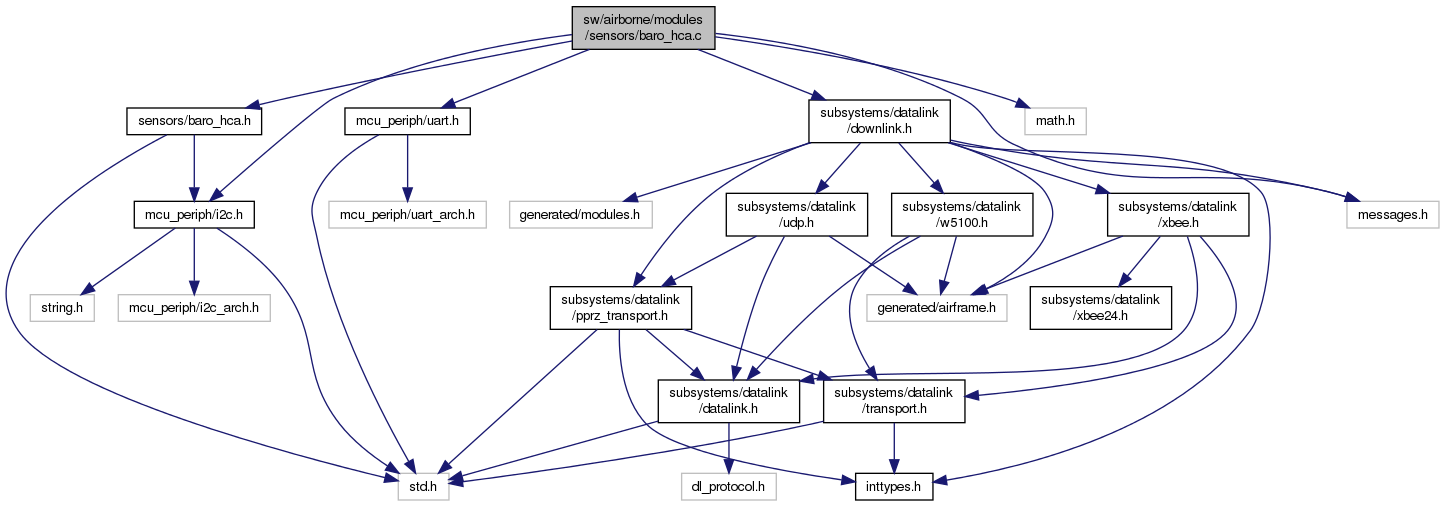 sw/airborne/modules
/sensors/baro_hca.c
sensors/baro_hca.h
mcu_periph/uart.h
subsystems/datalink
/downlink.h
math.h
mcu_periph/i2c.h
mcu_periph/uart_arch.h
generated/modules.h
subsystems/datalink
/udp.h
subsystems/datalink
/w5100.h
subsystems/datalink
/xbee.h
messages.h
string.h
mcu_periph/i2c_arch.h
subsystems/datalink
/pprz_transport.h
generated/airframe.h
subsystems/datalink
/xbee24.h
subsystems/datalink
/datalink.h
subsystems/datalink
/transport.h
std.h
dl_protocol.h
inttypes.h